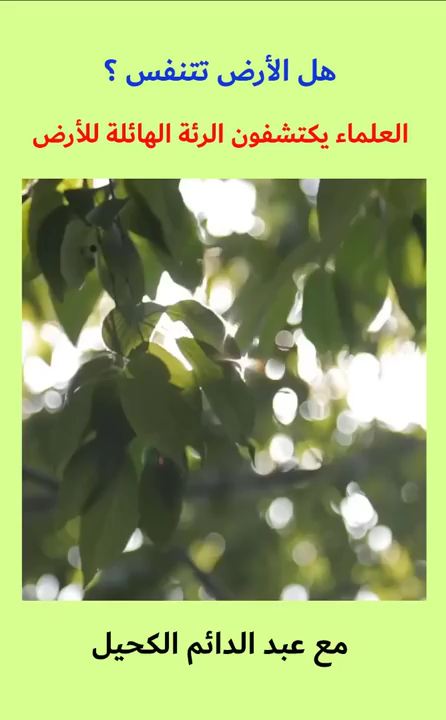 هل الأرض تتنفس ؟
العلماء يكتشفون الرئة الهائلة للأرض
مع عبد الدائم الكحيل